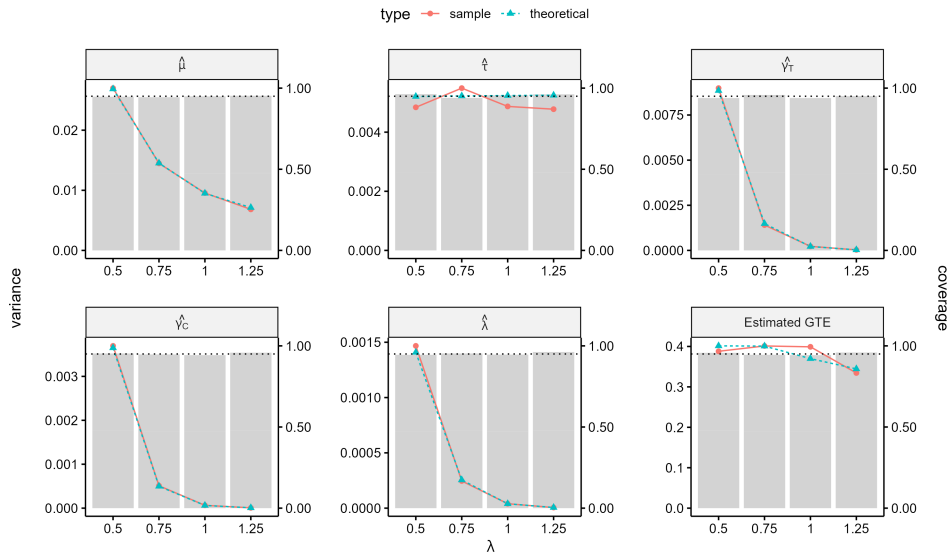 type sample theoretical
μ̂ τ̂ γ̂T
0.02 0.01 0.00 1.00 0.50 0.00 0.004 0.002 0.000 1.00 0.50 0.00 0.0075 0.0050 0.0025 0.0000 1.00 0.50 0.00
0.5 0.75 1 1.25 0.5 0.75 1 1.25 0.5 0.75 1 1.25
variance
coverage
γ̂C λ̂ Estimated GTE
0.003 0.002 0.001 0.000 1.00 0.50 0.00 0.0015 0.0010 0.0005 0.0000 1.00 0.50 0.00 0.4 0.3 0.2 0.1 0.0 1.00 0.50 0.00
0.5 0.75 1 1.25 0.5 0.75 1 1.25 0.5 0.75 1 1.25
λ